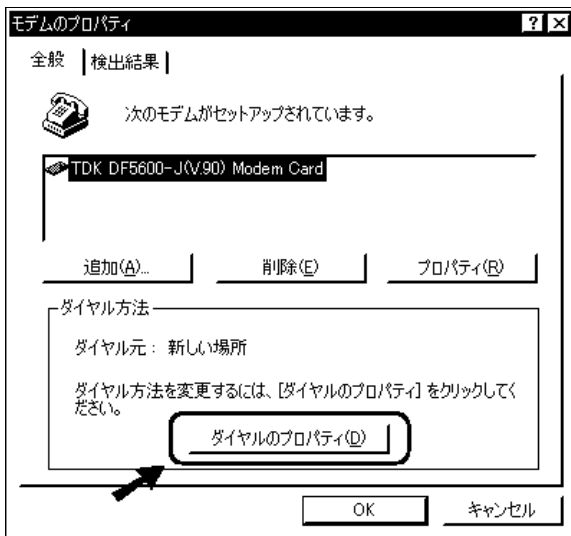 モデムのプロパティ
全般
検出結果
次のモデムがセットアップされています。
TDK DF5600-J(V.90) Modem Card
追加(A)...
削除(E)
プロパティ(R)
ダイヤル方法
ダイヤル元： 新しい場所
ダイヤル方法を変更するには、[ダイヤルのプロパティ] をクリックしてく
ださい。
ダイヤルのプロパティ(D)
OK
キャンセル